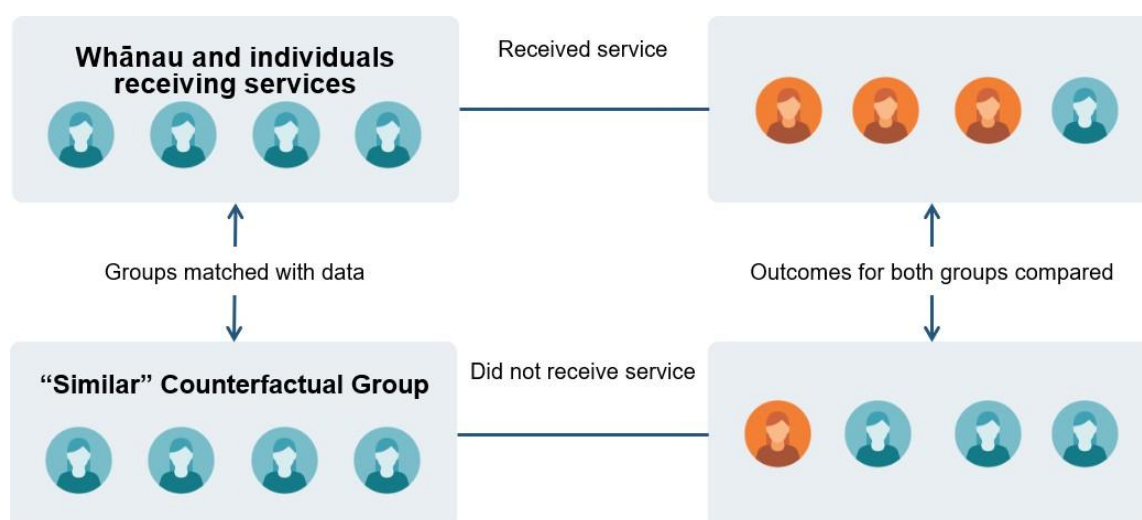 Whānau and individuals
receiving services
Received service
Groups matched with data
Outcomes for both groups compared
“Similar” Counterfactual Group
Did not receive service